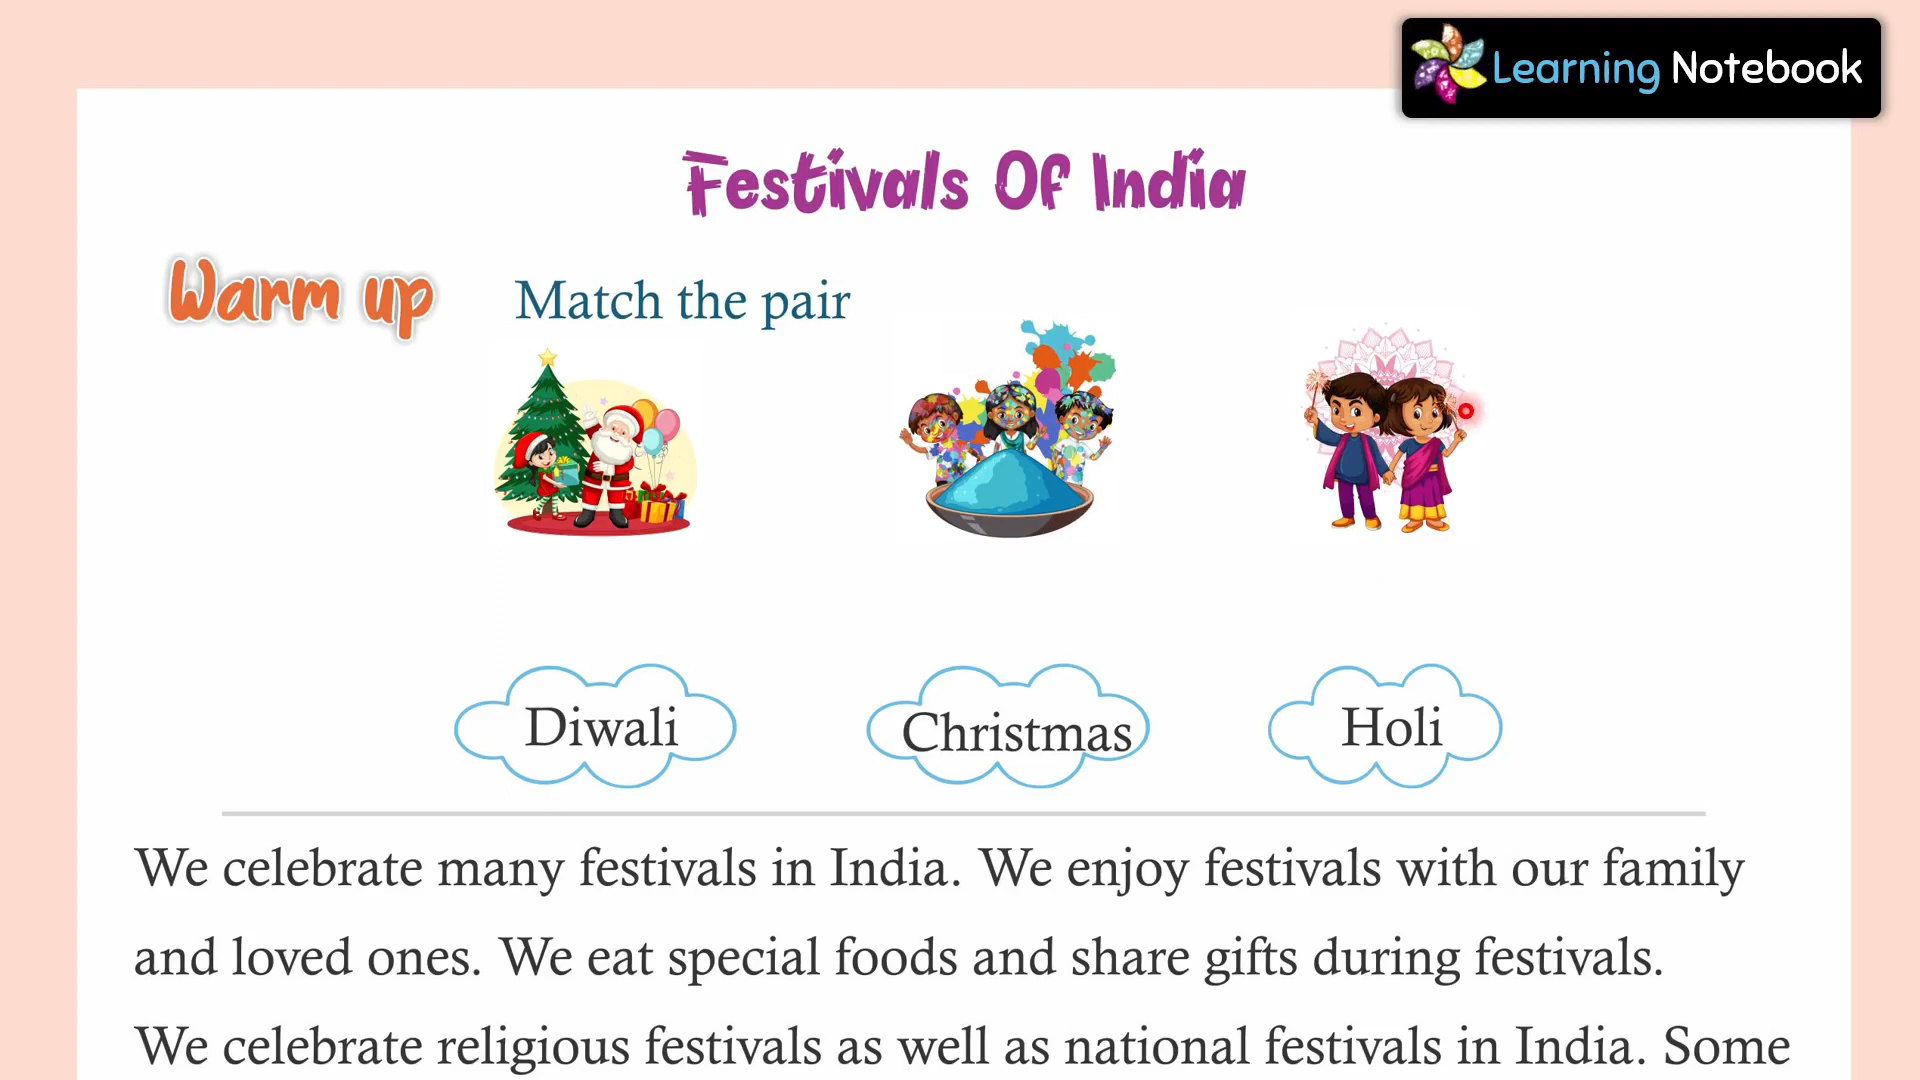 Learning Notebook
Festivals Of India
Warm up Match the pair
Diwali Christmas Holi
We celebrate many festivals in India. We enjoy festivals with our family
and loved ones. We eat special foods and share gifts during festivals.
We celebrate religious festivals as well as national festivals in India. Some